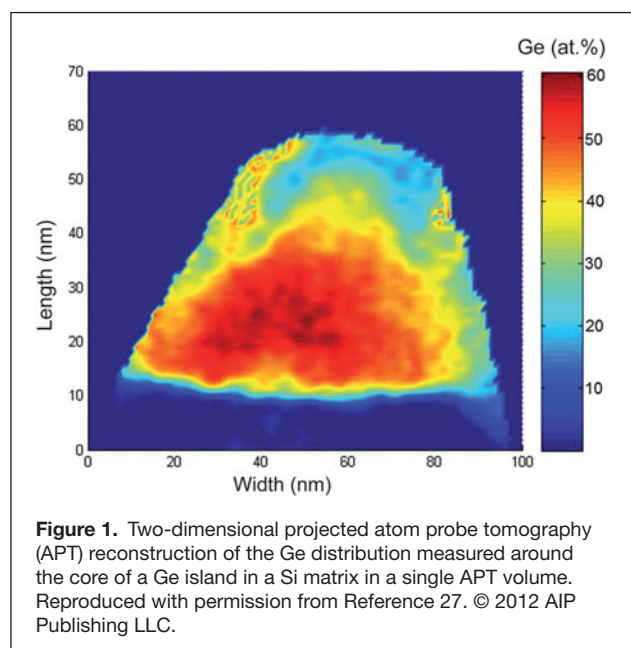 Ge (at.%)
70
60
50
40
30
20
10
0
Length (nm)
0
20
40
60
80
100
Width (nm)
60
50
40
30
20
10
Figure 1. Two-dimensional projected atom probe tomography
(APT) reconstruction of the Ge distribution measured around
the core of a Ge island in a Si matrix in a single APT volume.
Reproduced with permission from Reference 27. © 2012 AIP
Publishing LLC.